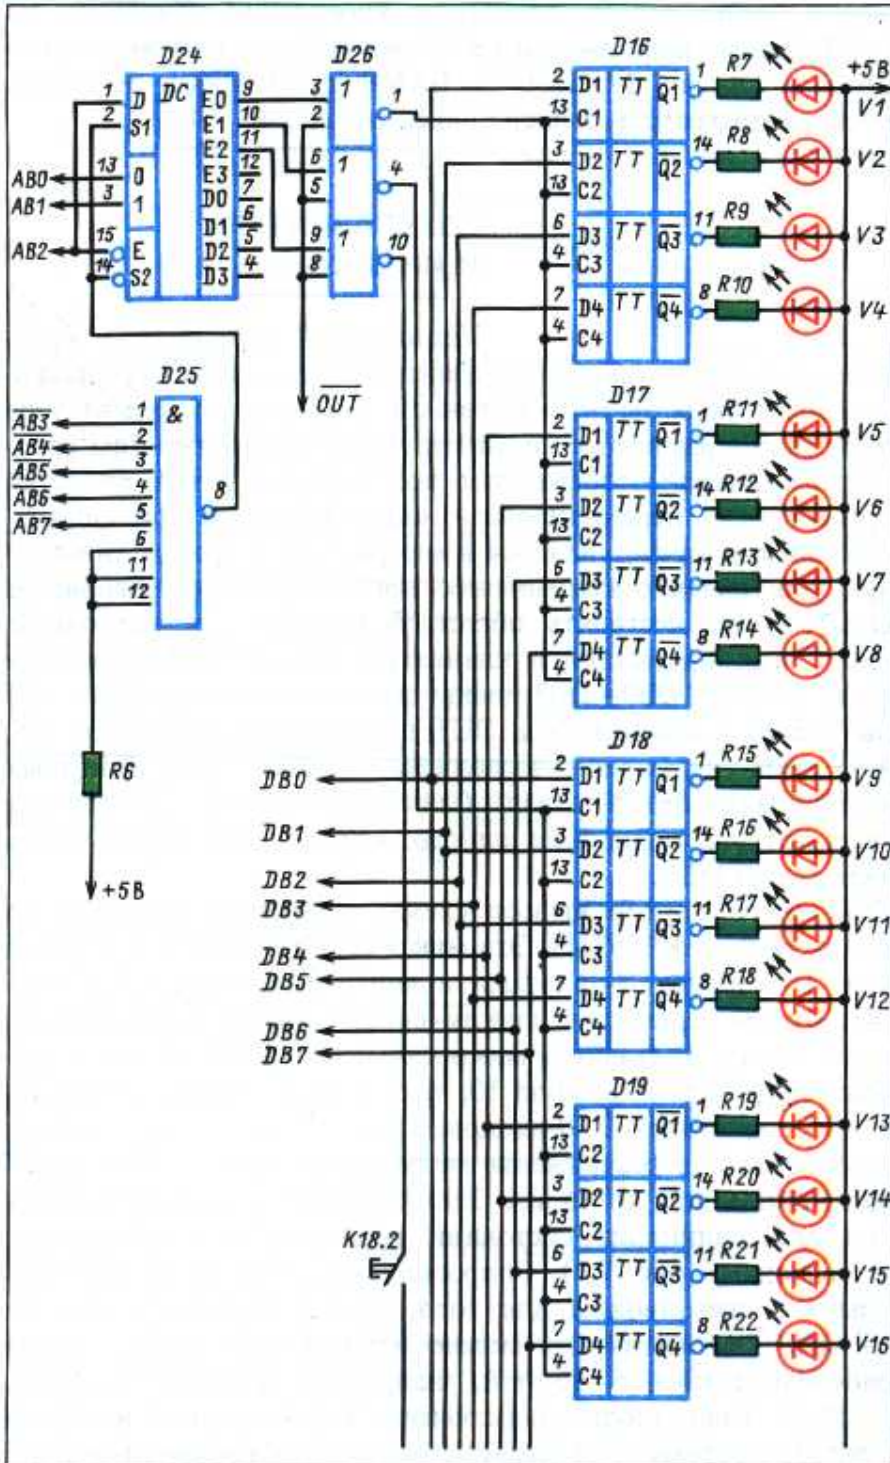 D24
D26
D16
1 D DC E0 9 3 1 1
2 S1 E1 10 2
E2 11
13 0 E3 12 6 1 4
3 1 D0 7 5
D1 6
15 E D2 5 9 1 10
14 S2 D3 4 8
AB0
AB1
AB2
OUT
D25
1 & 8
2
3
4
5
6
11
12
AB3
AB4
AB5
AB6
AB7
R6
+5В
2 D1 TT Q1 1 R7 +5В
13 C1 V1
3 D2 TT Q2 14 R8 V2
13 C2
6 D3 TT Q3 11 R9 V3
4 C3
7 D4 TT Q4 8 R10 V4
4 C4
D17
2 D1 TT Q1 1 R11 V5
13 C1
3 D2 TT Q2 14 R12 V6
13 C2
6 D3 TT Q3 11 R13 V7
4 C3
7 D4 TT Q4 8 R14 V8
4 C4
D18
DB0 2 D1 TT Q1 1 R15 V9
13 C1
DB1 3 D2 TT Q2 14 R16 V10
13 C2
DB2
DB3 6 D3 TT Q3 11 R17 V11
DB4 4 C3
DB5 7 D4 TT Q4 8 R18 V12
DB6 4 C4
DB7
D19
2 D1 TT Q1 1 R19 V13
13 C2
3 D2 TT Q2 14 R20 V14
13 C2
K18.2
6 D3 TT Q3 11 R21 V15
4 C3
7 D4 TT Q4 8 R22 V16
4 C4